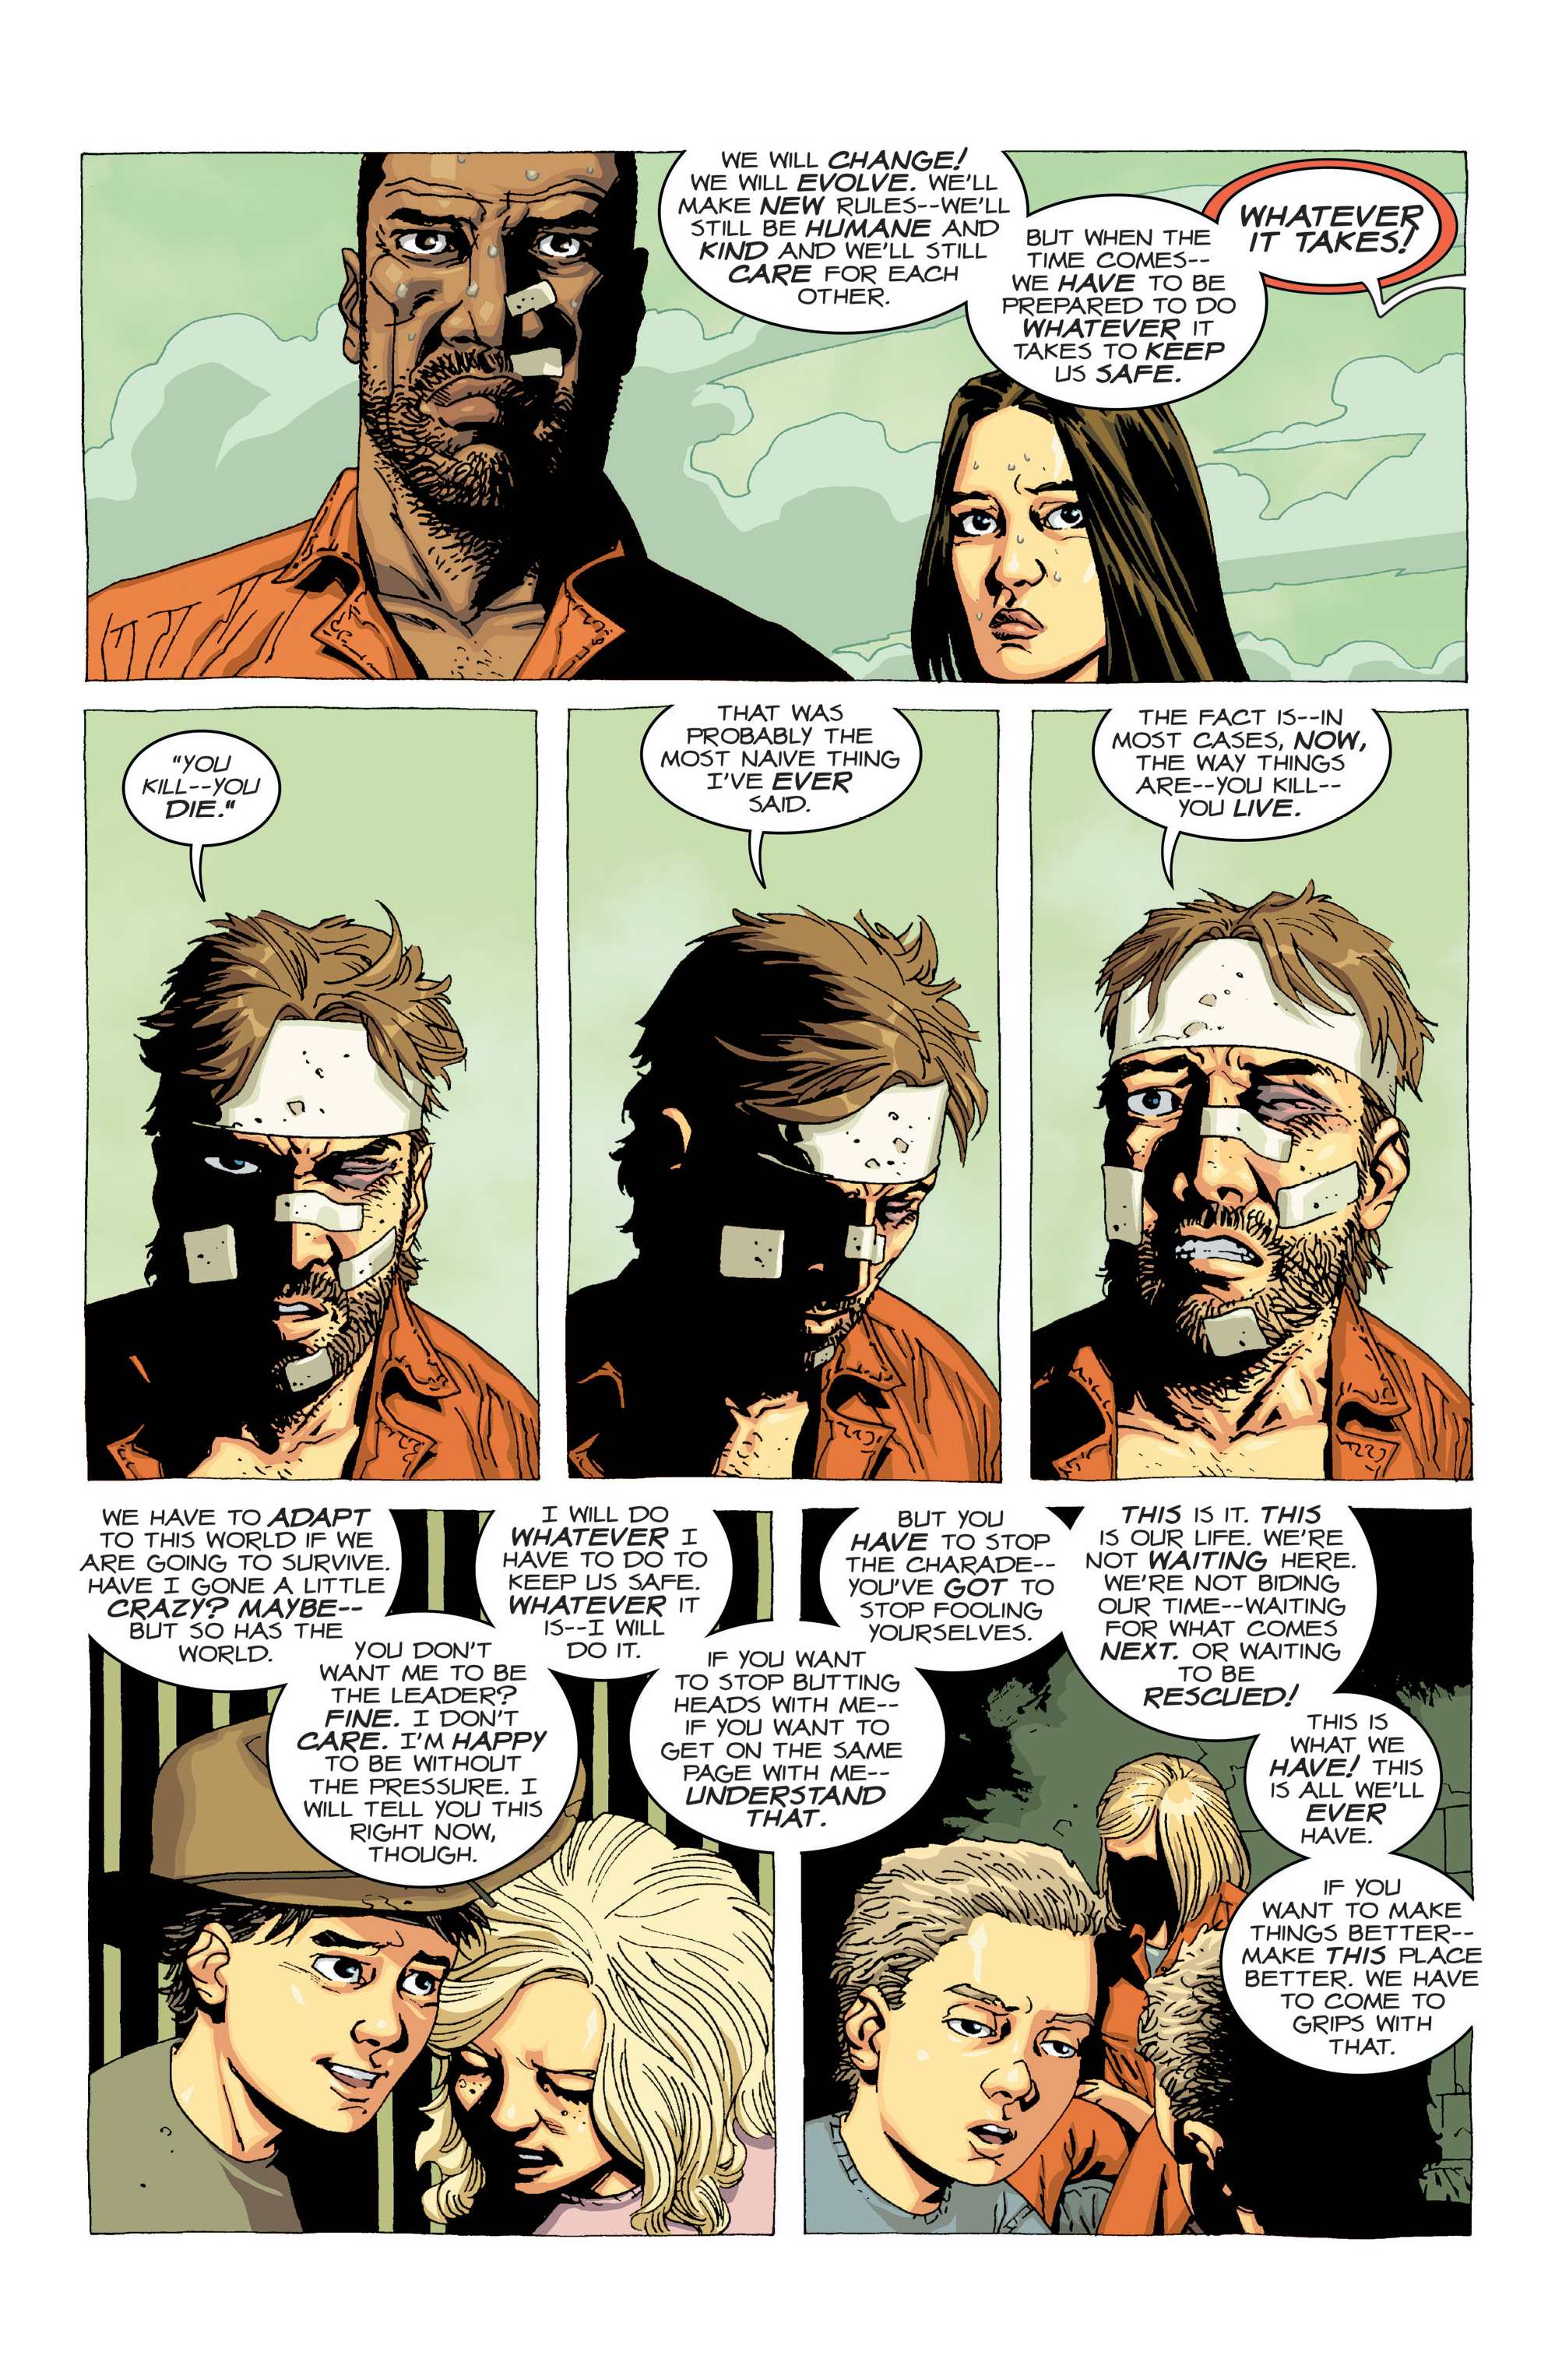 WE WILL CHANGE!
WE WILL EVOLVE. WE'LL
MAKE NEW RULES--WE'LL
STILL BE HUMANE AND
KIND AND WE'LL STILL
CARE FOR EACH
OTHER.
BUT WHEN THE
TIME COMES--
WE HAVE TO BE
PREPARED TO DO
WHATEVER IT
TAKES TO KEEP
US SAFE.
WHATEVER
IT TAKES!
"YOU
KILL--YOU
DIE."
THAT WAS
PROBABLY THE
MOST NAIVE THING
I'VE EVER
SAID.
THE FACT IS--IN
MOST CASES, NOW,
THE WAY THINGS
ARE--YOU KILL--
YOU LIVE.
WE HAVE TO ADAPT
TO THIS WORLD IF WE
ARE GOING TO SURVIVE.
HAVE I GONE A LITTLE
CRAZY? MAYBE--
BUT SO HAS THE
WORLD.
YOU DON'T
WANT ME TO BE
THE LEADER?
FINE. I DON'T
CARE. I'M HAPPY
TO BE WITHOUT
THE PRESSURE. I
WILL TELL YOU THIS
RIGHT NOW,
THOUGH.
I WILL DO
WHATEVER I
HAVE TO DO TO
KEEP US SAFE.
WHATEVER IT
IS--I WILL
DO IT.
IF YOU WANT
TO STOP BUTTING
HEADS WITH ME--
IF YOU WANT TO
GET ON THE SAME
PAGE WITH ME--
UNDERSTAND
THAT.
BUT YOU
HAVE TO STOP
THE CHARADE--
YOU'VE GOT TO
STOP FOOLING
YOURSELVES.
THIS IS IT. THIS
IS OUR LIFE. WE'RE
NOT WAITING HERE.
WE'RE NOT BIDING
OUR TIME--WAITING
FOR WHAT COMES
NEXT. OR WAITING
TO BE
RESCUED!
THIS IS
WHAT WE
HAVE! THIS
IS ALL WE'LL
EVER
HAVE.
IF YOU
WANT TO MAKE
THINGS BETTER--
MAKE THIS PLACE
BETTER. WE HAVE
TO COME TO
GRIPS WITH
THAT.